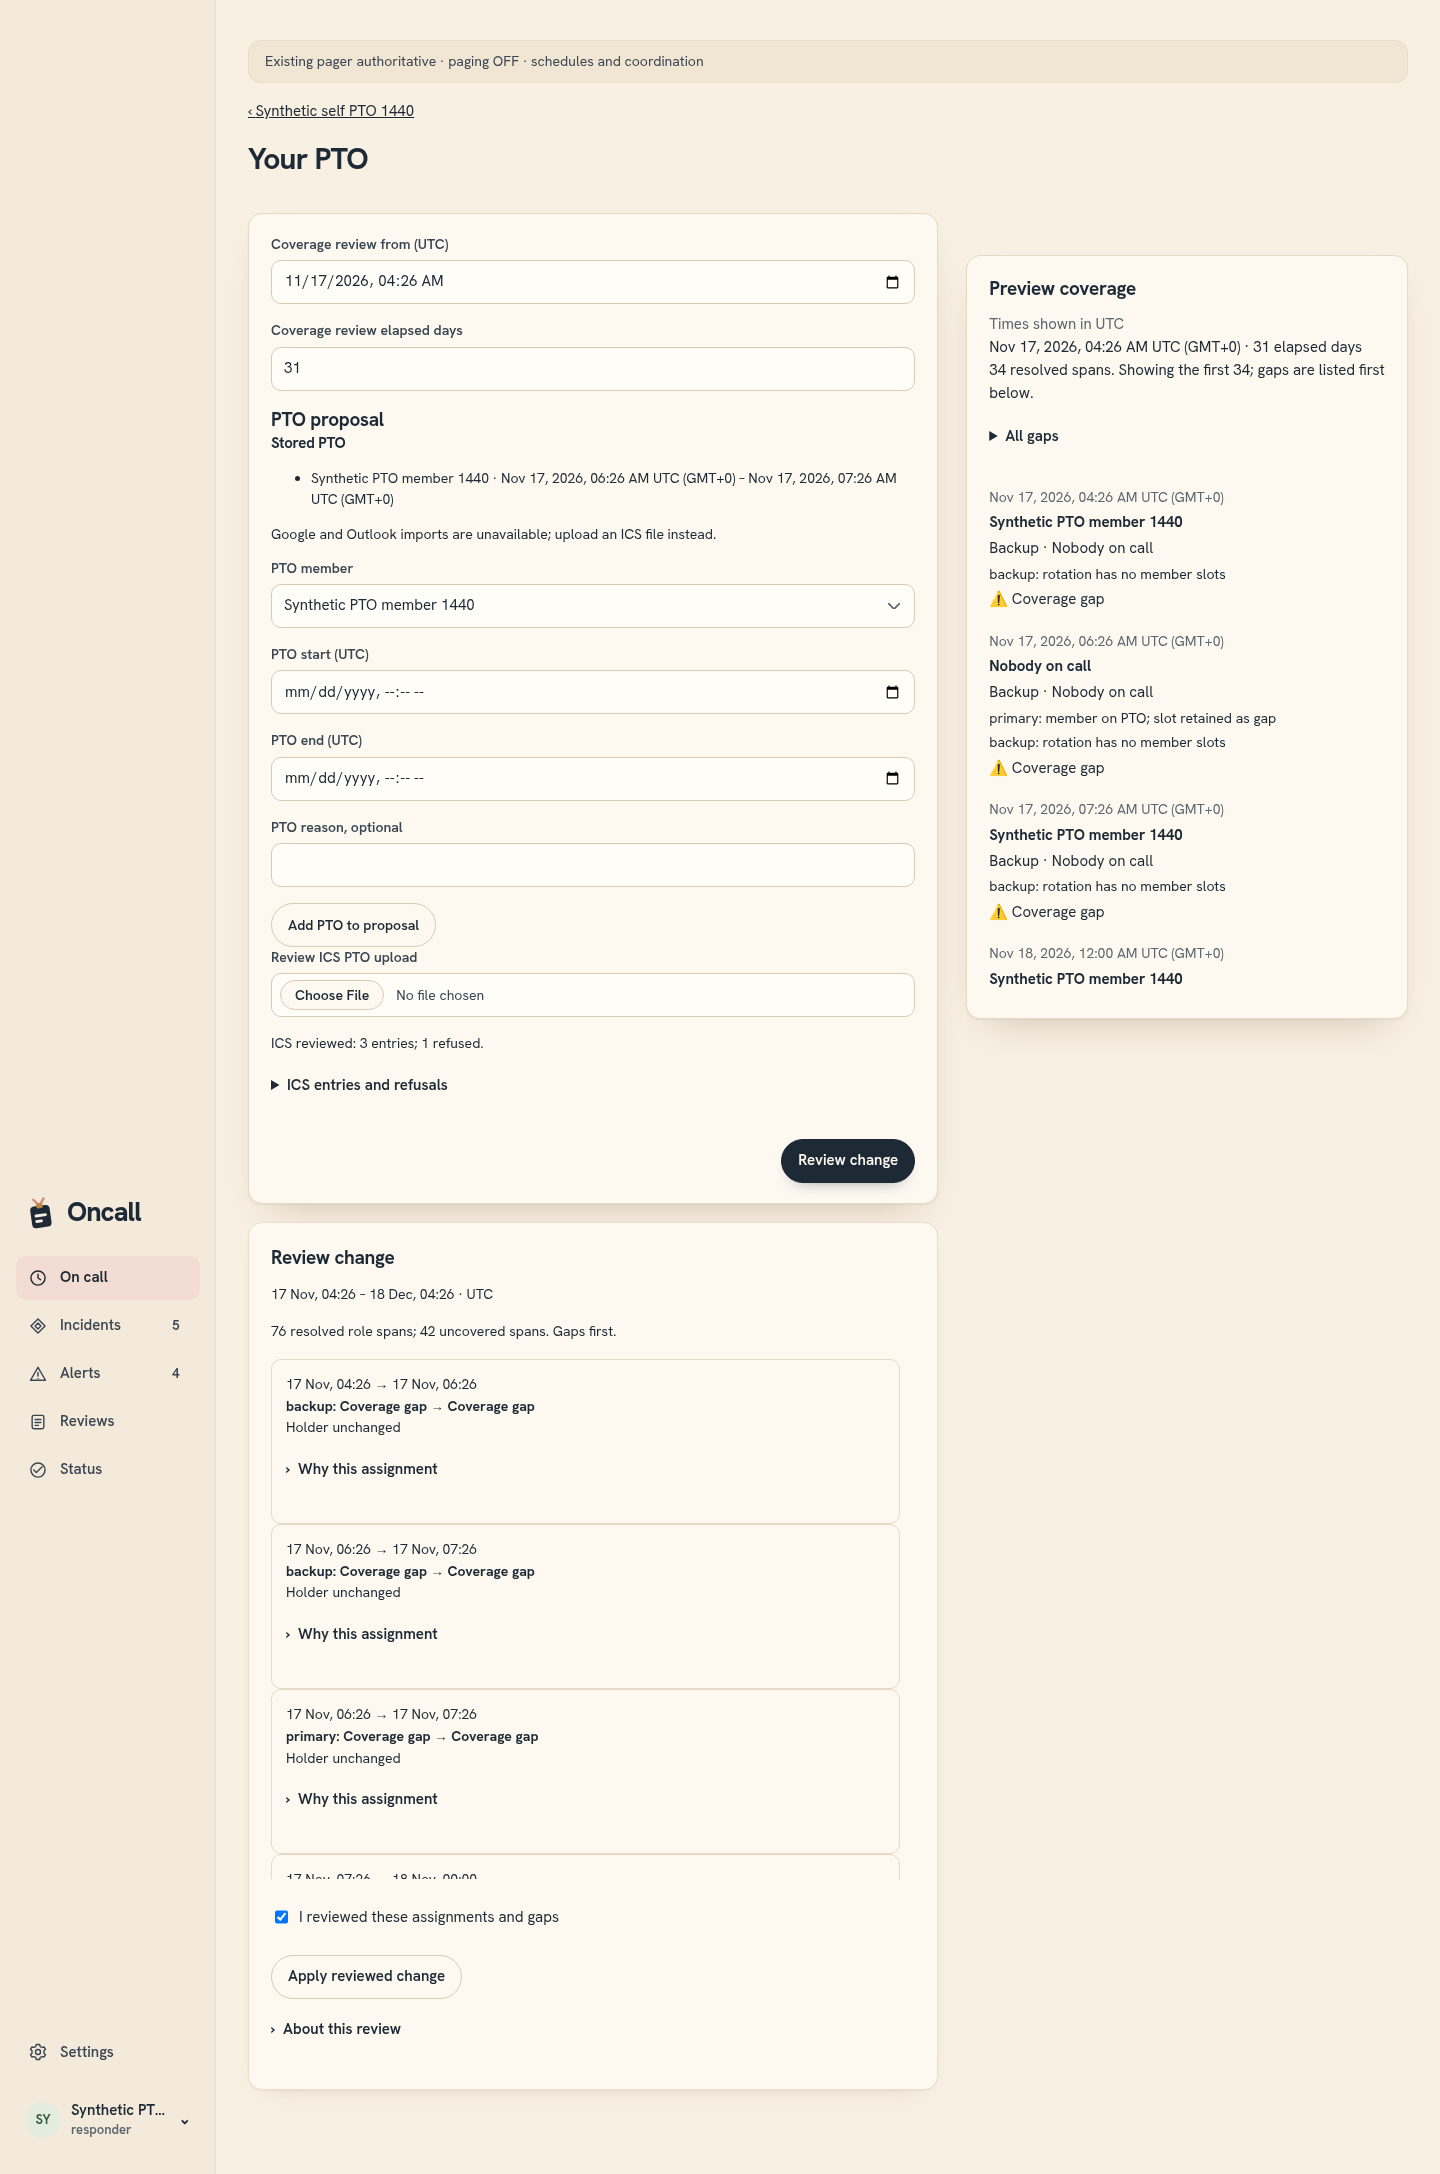 Existing pager authoritative · paging OFF · schedules and coordination
‹ Synthetic self PTO 1440
Your PTO
Coverage review from (UTC)
11/17/2026, 04:26 AM
Coverage review elapsed days
31
PTO proposal
Stored PTO
• Synthetic PTO member 1440 · Nov 17, 2026, 06:26 AM UTC (GMT+0) – Nov 17, 2026, 07:26 AM
UTC (GMT+0)
Google and Outlook imports are unavailable; upload an ICS file instead.
PTO member
Synthetic PTO member 1440
PTO start (UTC)
mm/dd/yyyy, --:-- --
PTO end (UTC)
mm/dd/yyyy, --:-- --
PTO reason, optional
Add PTO to proposal
Review ICS PTO upload
Choose File No file chosen
ICS reviewed: 3 entries; 1 refused.
▶ ICS entries and refusals
Review change
Preview coverage
Times shown in UTC
Nov 17, 2026, 04:26 AM UTC (GMT+0) · 31 elapsed days
34 resolved spans. Showing the first 34; gaps are listed first
below.
▶ All gaps
Nov 17, 2026, 04:26 AM UTC (GMT+0)
Synthetic PTO member 1440
Backup · Nobody on call
backup: rotation has no member slots
⚠️ Coverage gap
Nov 17, 2026, 06:26 AM UTC (GMT+0)
Nobody on call
Backup · Nobody on call
primary: member on PTO; slot retained as gap
backup: rotation has no member slots
⚠️ Coverage gap
Nov 17, 2026, 07:26 AM UTC (GMT+0)
Synthetic PTO member 1440
Backup · Nobody on call
backup: rotation has no member slots
⚠️ Coverage gap
Nov 18, 2026, 12:00 AM UTC (GMT+0)
Synthetic PTO member 1440
Review change
17 Nov, 04:26 – 18 Dec, 04:26 · UTC
76 resolved role spans; 42 uncovered spans. Gaps first.
17 Nov, 04:26 → 17 Nov, 06:26
backup: Coverage gap → Coverage gap
Holder unchanged
› Why this assignment
17 Nov, 06:26 → 17 Nov, 07:26
backup: Coverage gap → Coverage gap
Holder unchanged
› Why this assignment
17 Nov, 06:26 → 17 Nov, 07:26
primary: Coverage gap → Coverage gap
Holder unchanged
› Why this assignment
17 Nov, 07:26 → 18 Nov, 00:00
I reviewed these assignments and gaps
Apply reviewed change
› About this review
Oncall
On call
Incidents 5
Alerts 4
Reviews
Status
Settings
SY
Synthetic PT...
responder